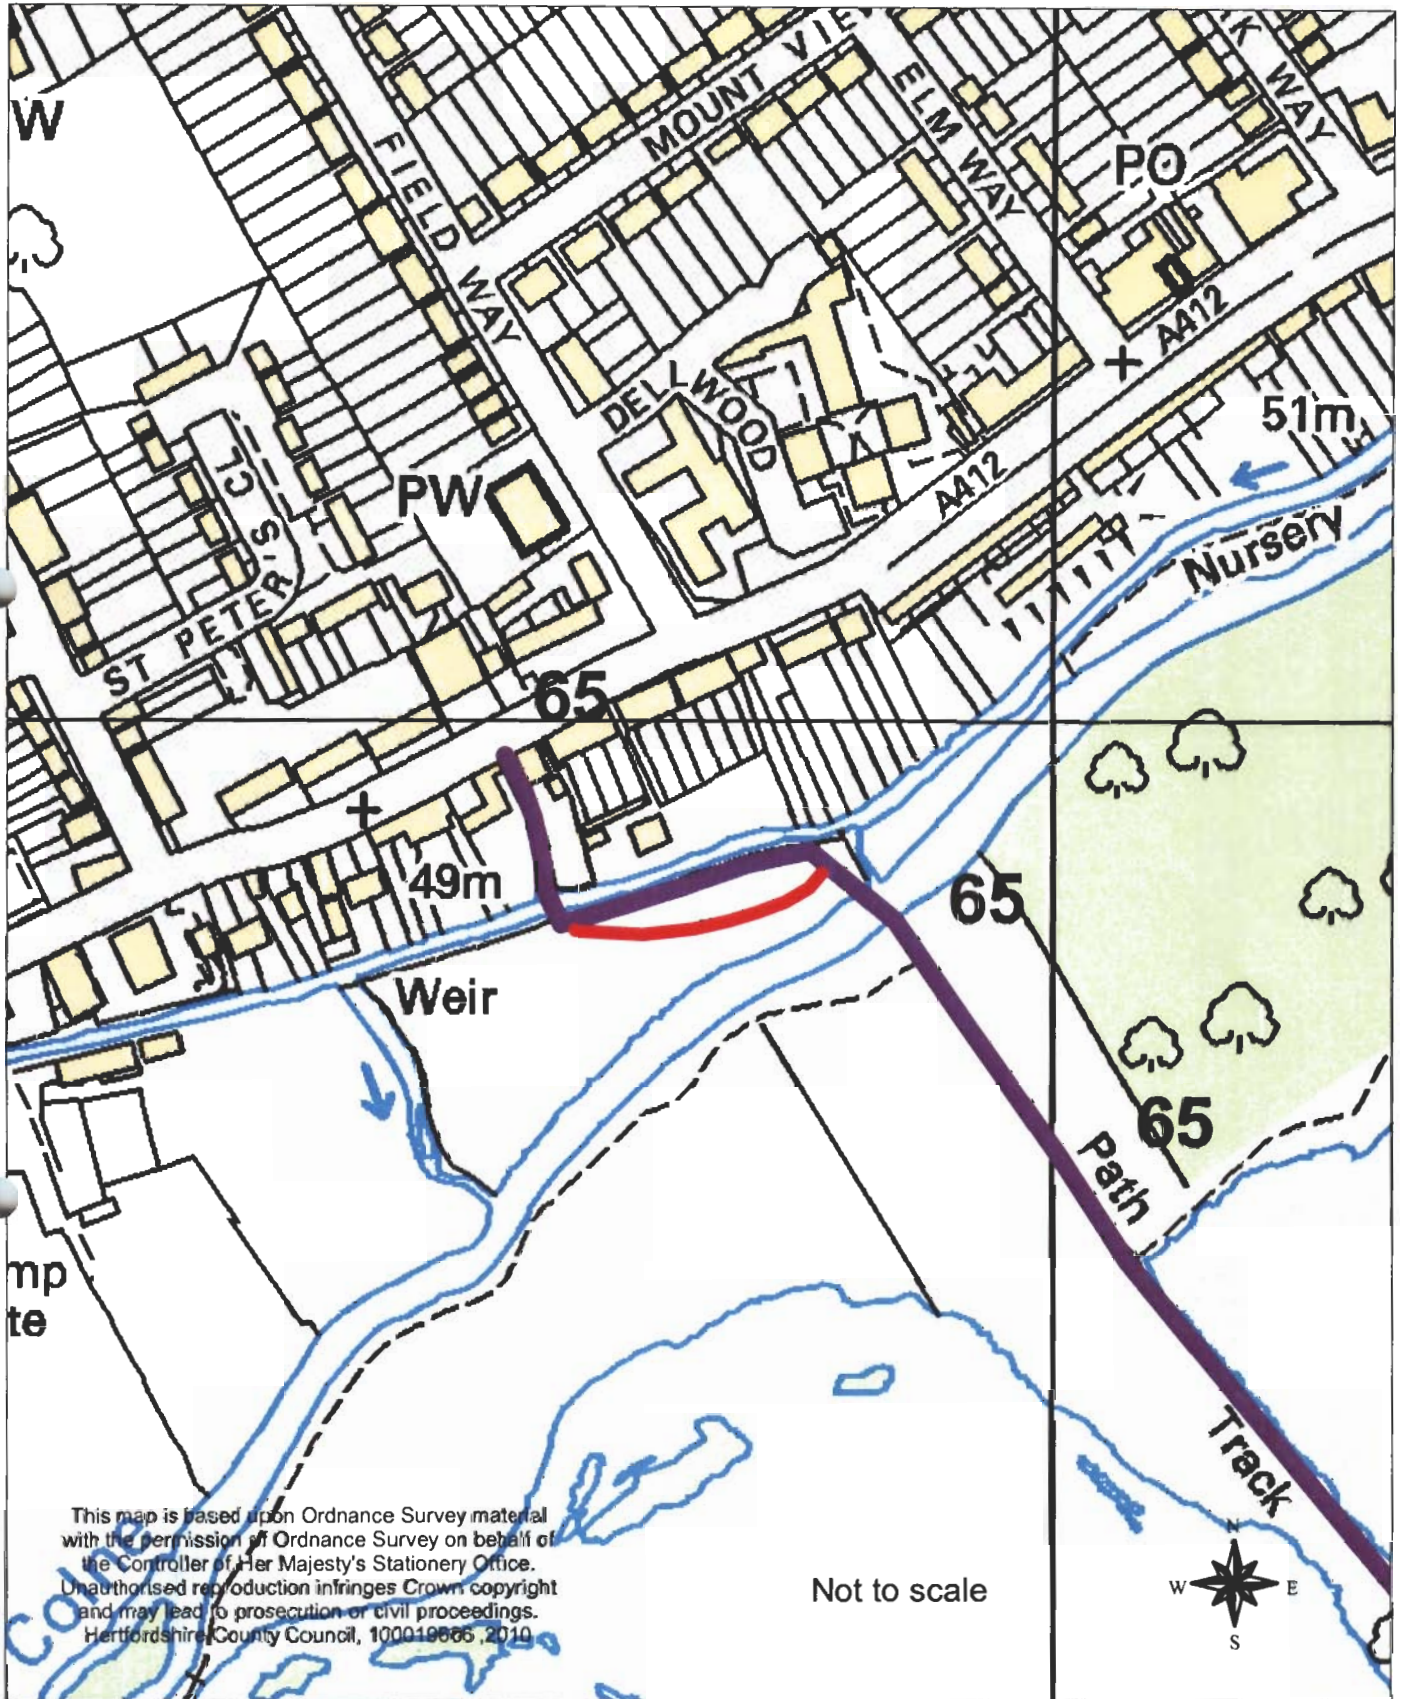 W
FIELD WAY
MOUNT VIE
ELM WAY
K WAY
PO
A412
51m
DELLWOOD
ST PETER'S CL
PW
A412
Nursery
65
49m
65
Weir
65
Path
mp
te
Track
This map is based upon Ordnance Survey material
with the permission of Ordnance Survey on behalf of
the Controller of Her Majesty's Stationery Office.
Unauthorised reproduction infringes Crown copyright
and may lead to prosecution or civil proceedings.
Hertfordshire County Council, 100019606 ,2010
Colne
Not to scale
N
W E
S